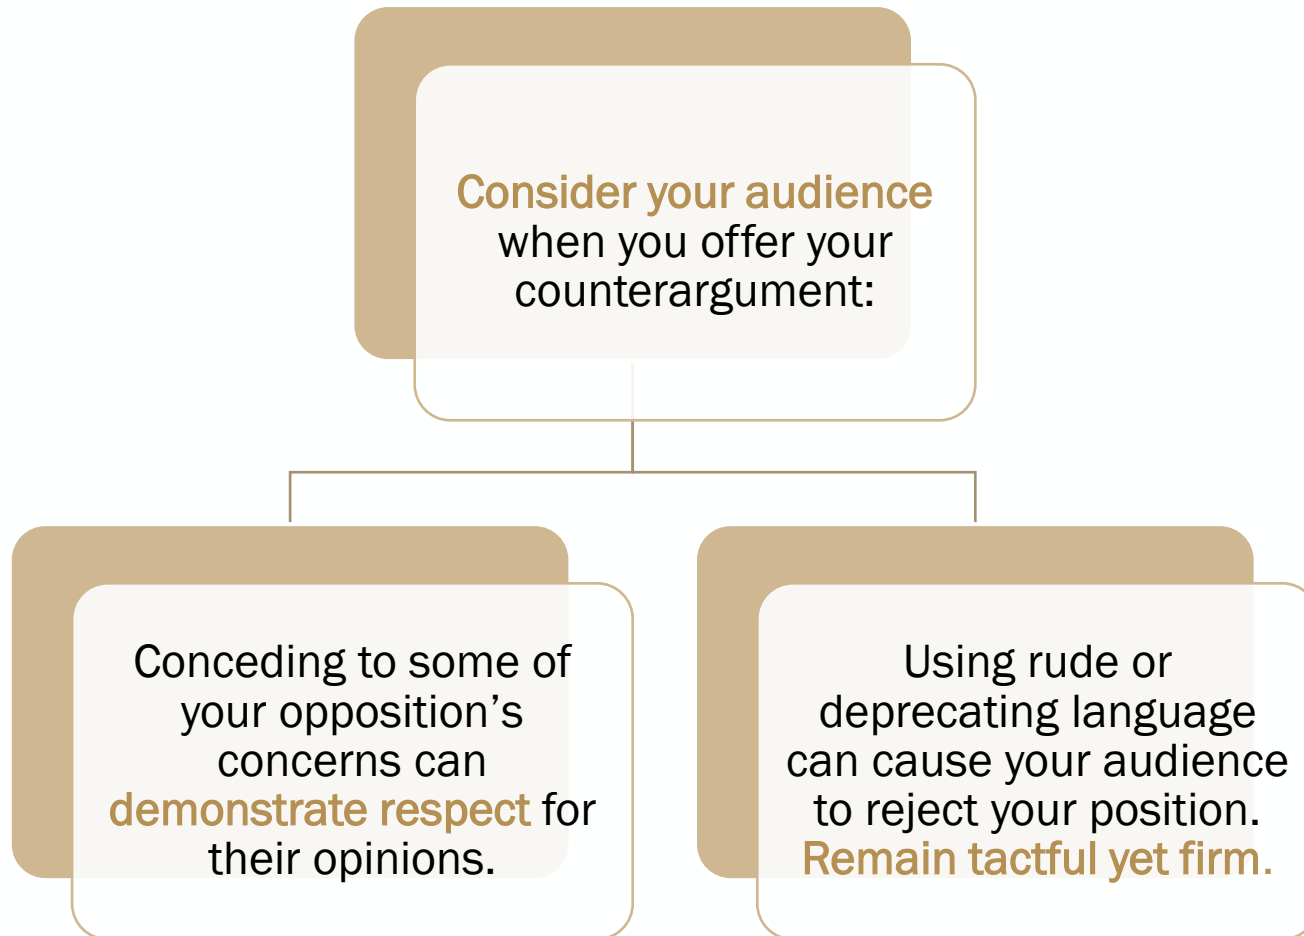 Consider your audience
when you offer your
counterargument:
Conceding to some of
your opposition’s
concerns can
demonstrate respect for
their opinions.
Using rude or
deprecating language
can cause your audience
to reject your position.
Remain tactful yet firm.